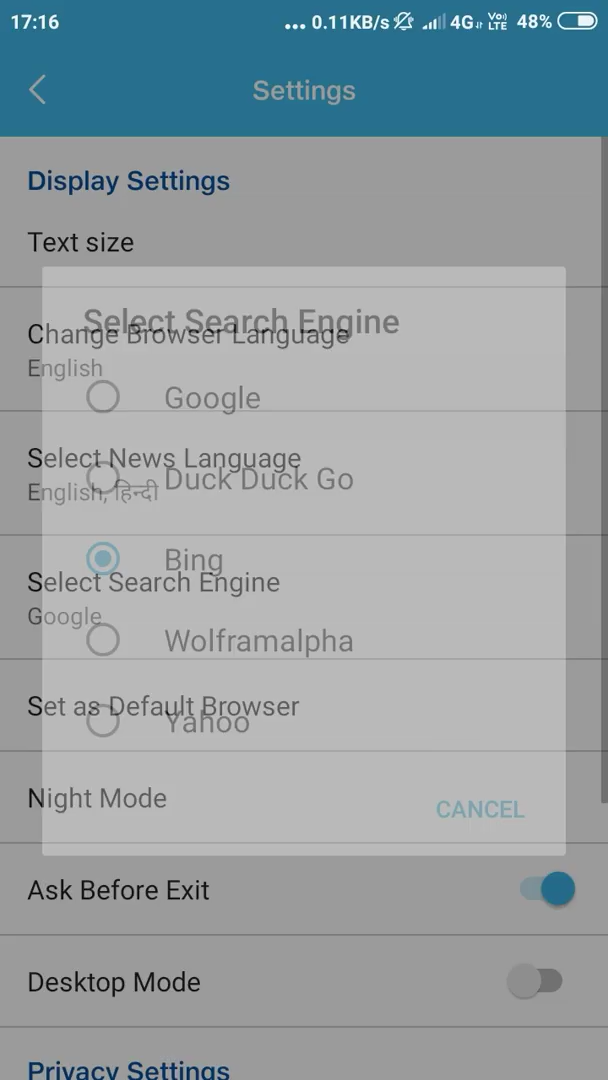 17:16
... 0.11KB/s 4G Vo) LTE 48%
Settings
Display Settings
Text size
Select Search Engine
Change Browser Language
English
Google
Select News Language
Duck Duck Go
English, हिन्दी
Bing
Select Search Engine
Google
Wolframalpha
Set as Default Browser
Yahoo
Night Mode
CANCEL
Ask Before Exit
Desktop Mode
Privacy Settings